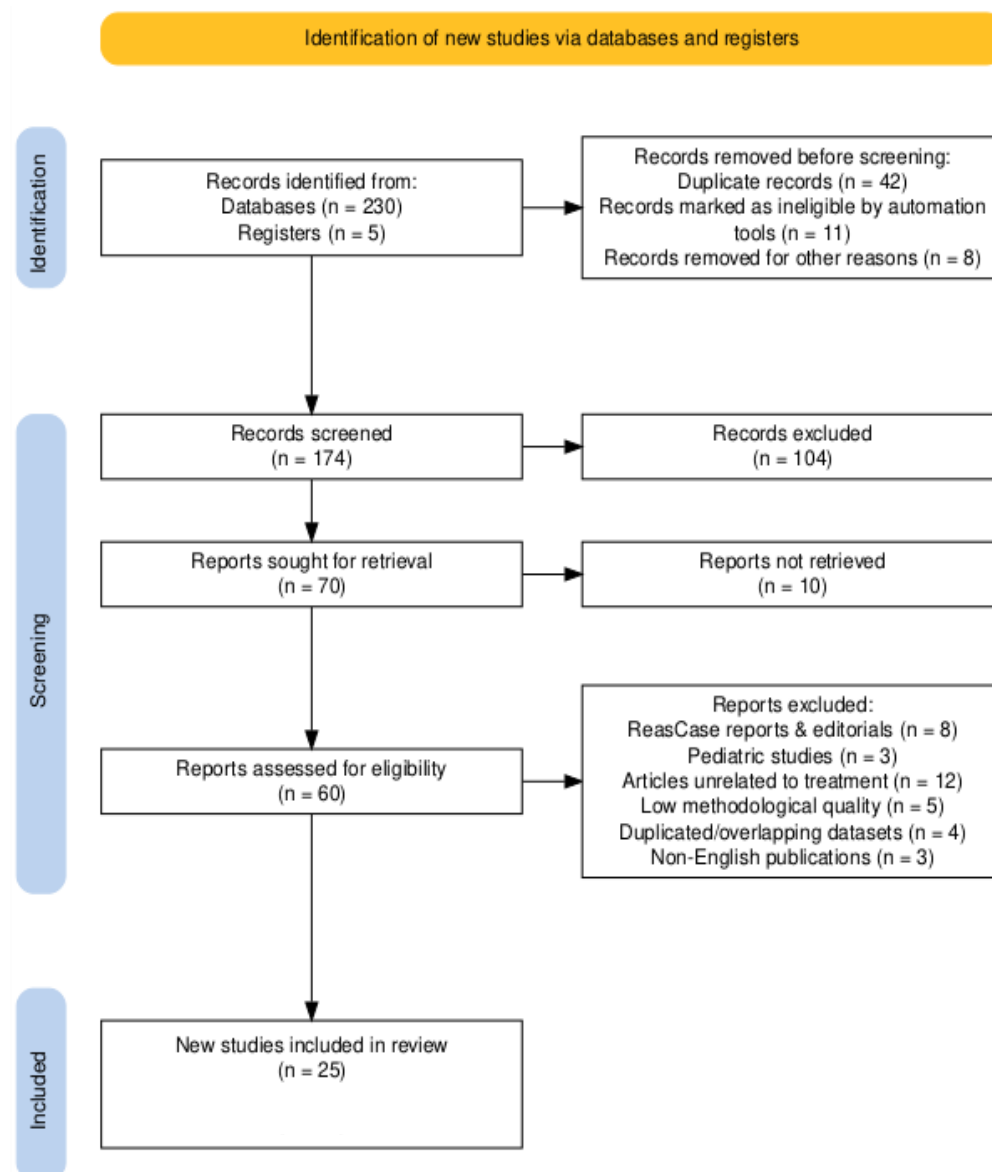 Identification of new studies via databases and registers
Identification
Records identified from:
Databases (n = 230)
Registers (n = 5)
Records removed before screening:
Duplicate records (n = 42)
Records marked as ineligible by automation
tools (n = 11)
Records removed for other reasons (n = 8)
Screening
Records screened
(n = 174)
Records excluded
(n = 104)
Reports sought for retrieval
(n = 70)
Reports not retrieved
(n = 10)
Reports assessed for eligibility
(n = 60)
Reports excluded:
ReasCase reports & editorials (n = 8)
Pediatric studies (n = 3)
Articles unrelated to treatment (n = 12)
Low methodological quality (n = 5)
Duplicated/overlapping datasets (n = 4)
Non-English publications (n = 3)
Included
New studies included in review
(n = 25)